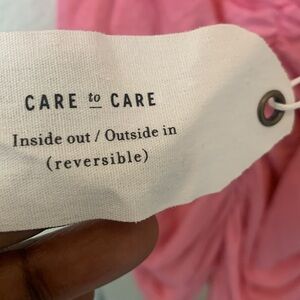 CARE to CARE
Inside out / Outside in
(reversible)